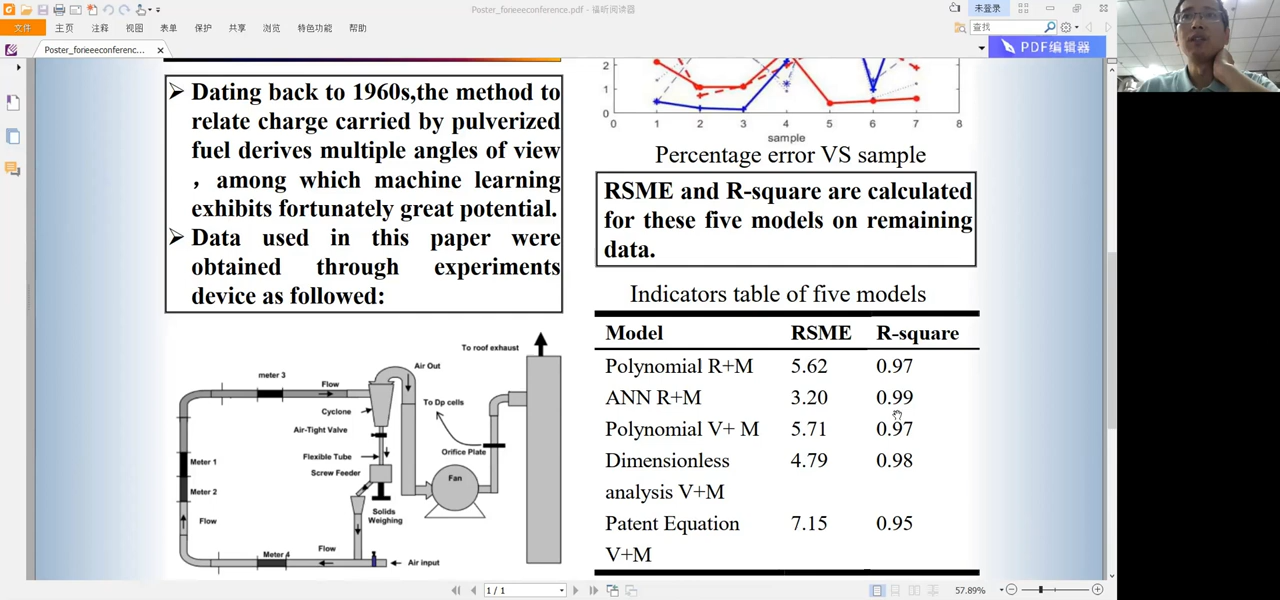 Poster_foneeeconference.pdf - 福昕阅读器
未登录
文件
主页
注释
视图
表单
保护
共享
浏览
特色功能
帮助
查找
Poster_foneeeconferenc...
PDF编辑器
➢ Dating back to 1960s,the method to
relate charge carried by pulverized
fuel derives multiple angles of view
，among which machine learning
exhibits fortunately great potential.
➢ Data used in this paper were
obtained through experiments
device as followed:
To roof exhaust
Air Out
meter 3
Flow
To Dp cells
Cyclone
Air-Tight Valve
Orifice Plate
Flexible Tube
Meter 1
Screw Feeder
Fan
Meter 2
Solids
Weighing
Flow
Flow
Meter 4
Air input
2
1
0
0 1 2 3 4 5 6 7 8
sample
Percentage error VS sample
RSME and R-square are calculated
for these five models on remaining
data.
Indicators table of five models
Model RSME R-square
Polynomial R+M 5.62 0.97
ANN R+M 3.20 0.99
Polynomial V+ M 5.71 0.97
Dimensionless 4.79 0.98
analysis V+M
Patent Equation 7.15 0.95
V+M
1 / 1
57.89%